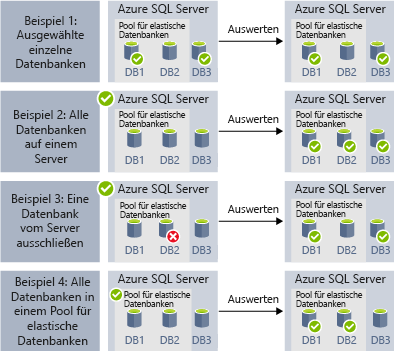 Beispiel 1:
Ausgewählte
einzelne
Datenbanken
Azure SQL Server
Pool für elastische
Datenbanken
DB1 DB2 DB3
Auswerten
Azure SQL Server
Pool für elastische
Datenbanken
DB1 DB2 DB3
Beispiel 2: Alle
Datenbanken
auf einem
Server
Azure SQL Server
Pool für elastische
Datenbanken
DB1 DB2 DB3
Auswerten
Azure SQL Server
Pool für elastische
Datenbanken
DB1 DB2 DB3
Beispiel 3: Eine
Datenbank
vom Server
ausschließen
Azure SQL Server
Pool für elastische
Datenbanken
DB1 DB2 DB3
Auswerten
Azure SQL Server
Pool für elastische
Datenbanken
DB1 DB2 DB3
Beispiel 4: Alle
Datenbanken in
einem Pool für
elastische
Datenbanken
Azure SQL Server
Pool für elastische
Datenbanken
DB1 DB2 DB3
Auswerten
Azure SQL Server
Pool für elastische
Datenbanken
DB1 DB2 DB3